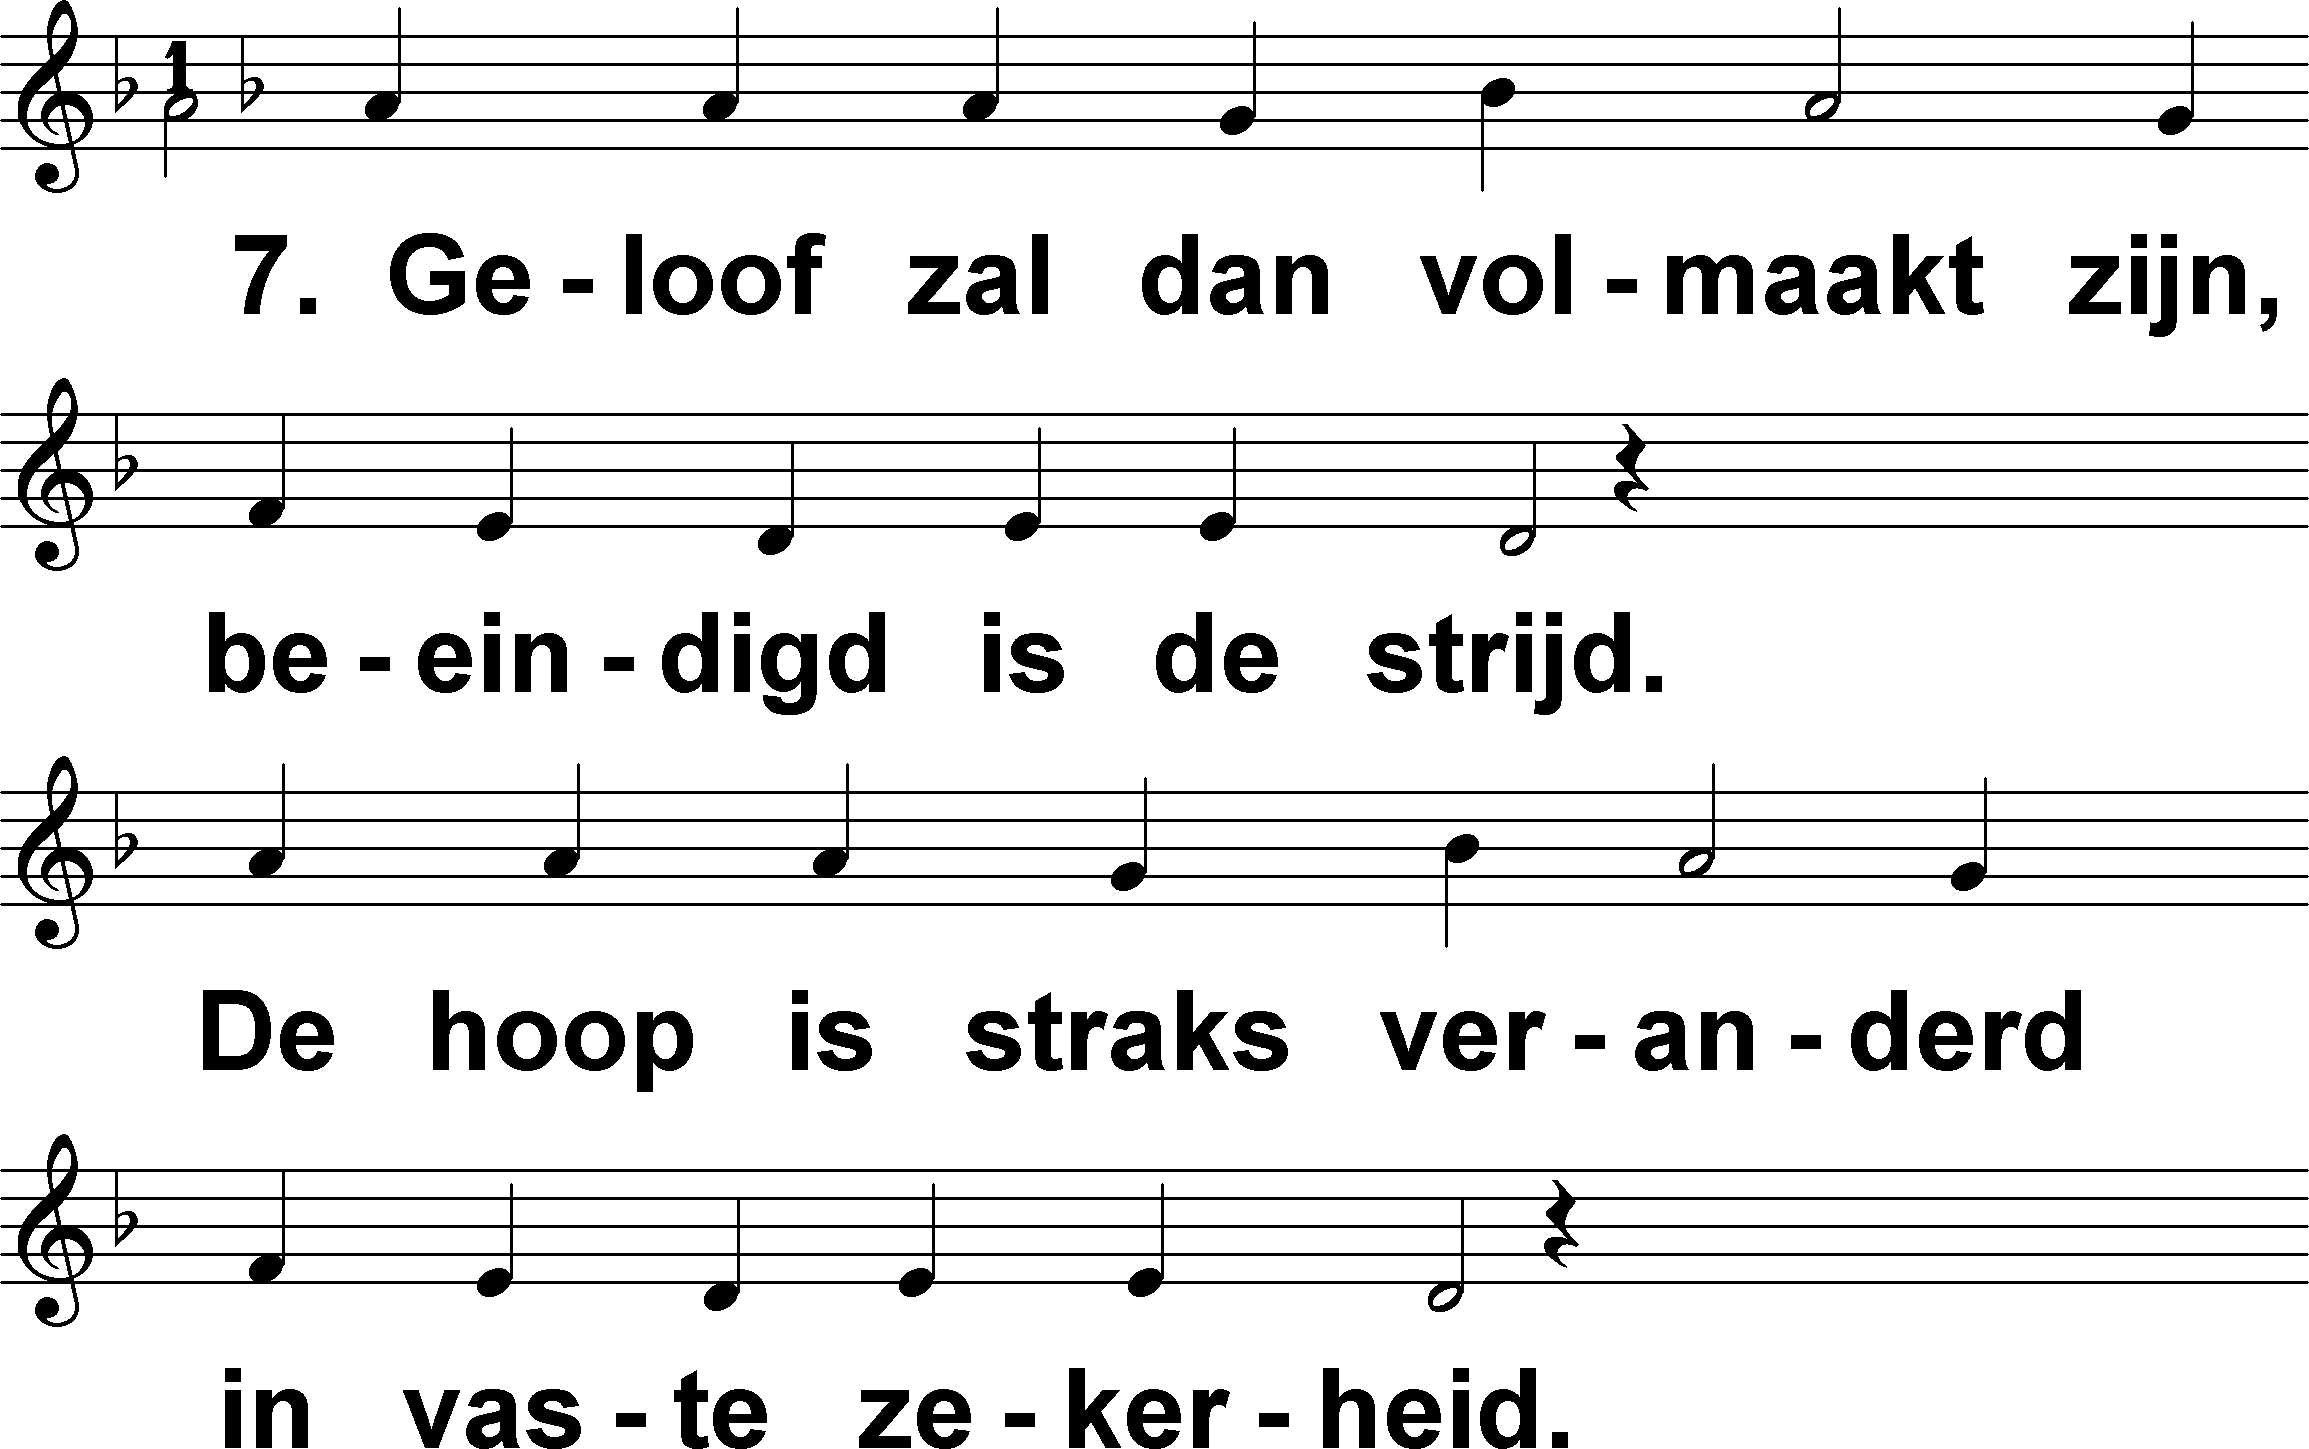 1
7. Ge - loof zal dan vol - maakt zijn,
be - ein - digd is de strijd.
De hoop is straks ver - an - derd
in vas - te ze - ker - heid.